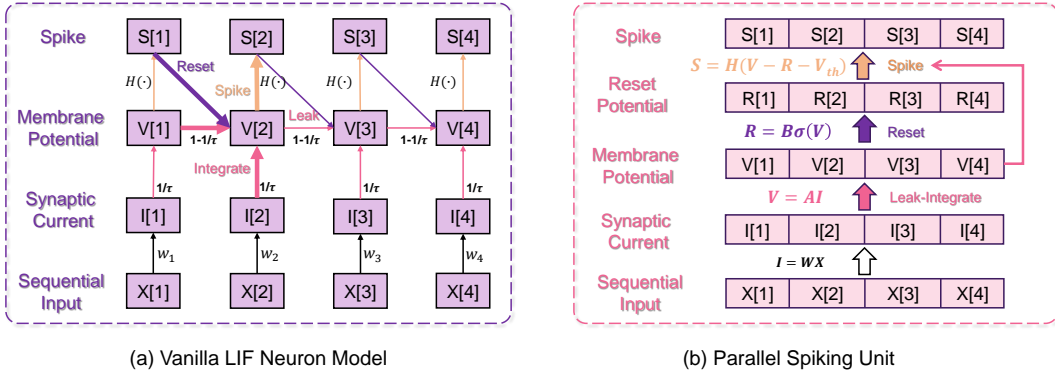 Spike
S[1] S[2] S[3] S[4]
H(·) Reset H(·) H(·) H(·)
Spike
Membrane
Potential
V[1] V[2] Leak V[3] V[4]
1-1/τ 1-1/τ 1-1/τ
Integrate
1/τ 1/τ 1/τ 1/τ
Synaptic
Current
I[1] I[2] I[3] I[4]
w₁ w₂ w₃ w₄
Sequential
Input
X[1] X[2] X[3] X[4]
(a) Vanilla LIF Neuron Model
Spike
S[1] S[2] S[3] S[4]
S = H(V − R − Vth) Spike
Reset
Potential
R[1] R[2] R[3] R[4]
R = Bσ(V) Reset
Membrane
Potential
V[1] V[2] V[3] V[4]
V = AI Leak-Integrate
Synaptic
Current
I[1] I[2] I[3] I[4]
I = WX
Sequential
Input
X[1] X[2] X[3] X[4]
(b) Parallel Spiking Unit